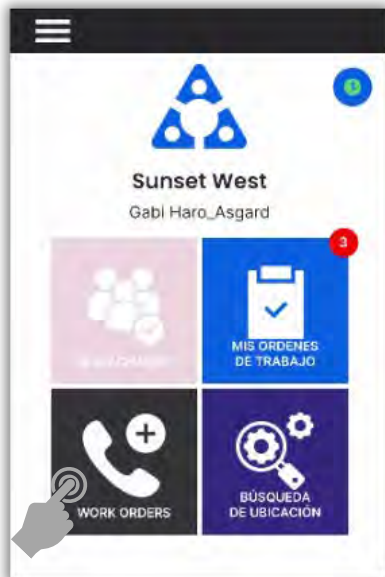 Sunset West
Gabi Haro_Asgard
3
MIS ORDENES
DE TRABAJO
WORK ORDERS
BÚSQUEDA
DE UBICACIÓN